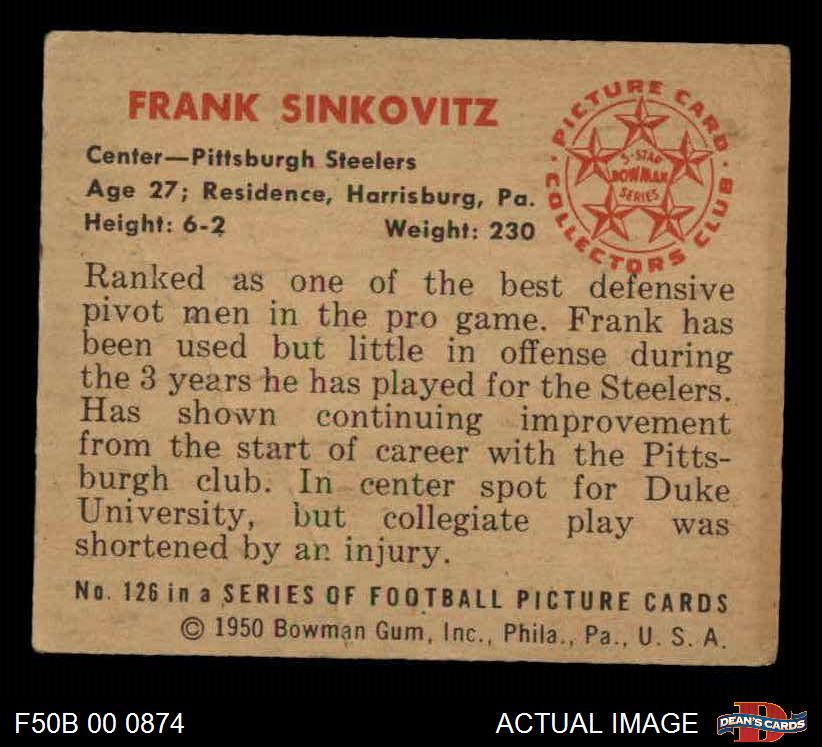 FRANK SINKOVITZ
Center—Pittsburgh Steelers
Age 27; Residence, Harrisburg, Pa.
Height: 6-2 Weight: 230
PICTURE CARD
COLLECTORS CLUB
5-STAR
BOWMAN
SERIES
Ranked as one of the best defensive
pivot men in the pro game. Frank has
been used but little in offense during
the 3 years he has played for the Steelers.
Has shown continuing improvement
from the start of career with the Pitts-
burgh club. In center spot for Duke
University, but collegiate play was
shortened by an injury.
No. 126 in a SERIES OF FOOTBALL PICTURE CARDS
© 1950 Bowman Gum, Inc., Phila., Pa., U. S. A.
F50B 00 0874
ACTUAL IMAGE
DEAN'S CARDS